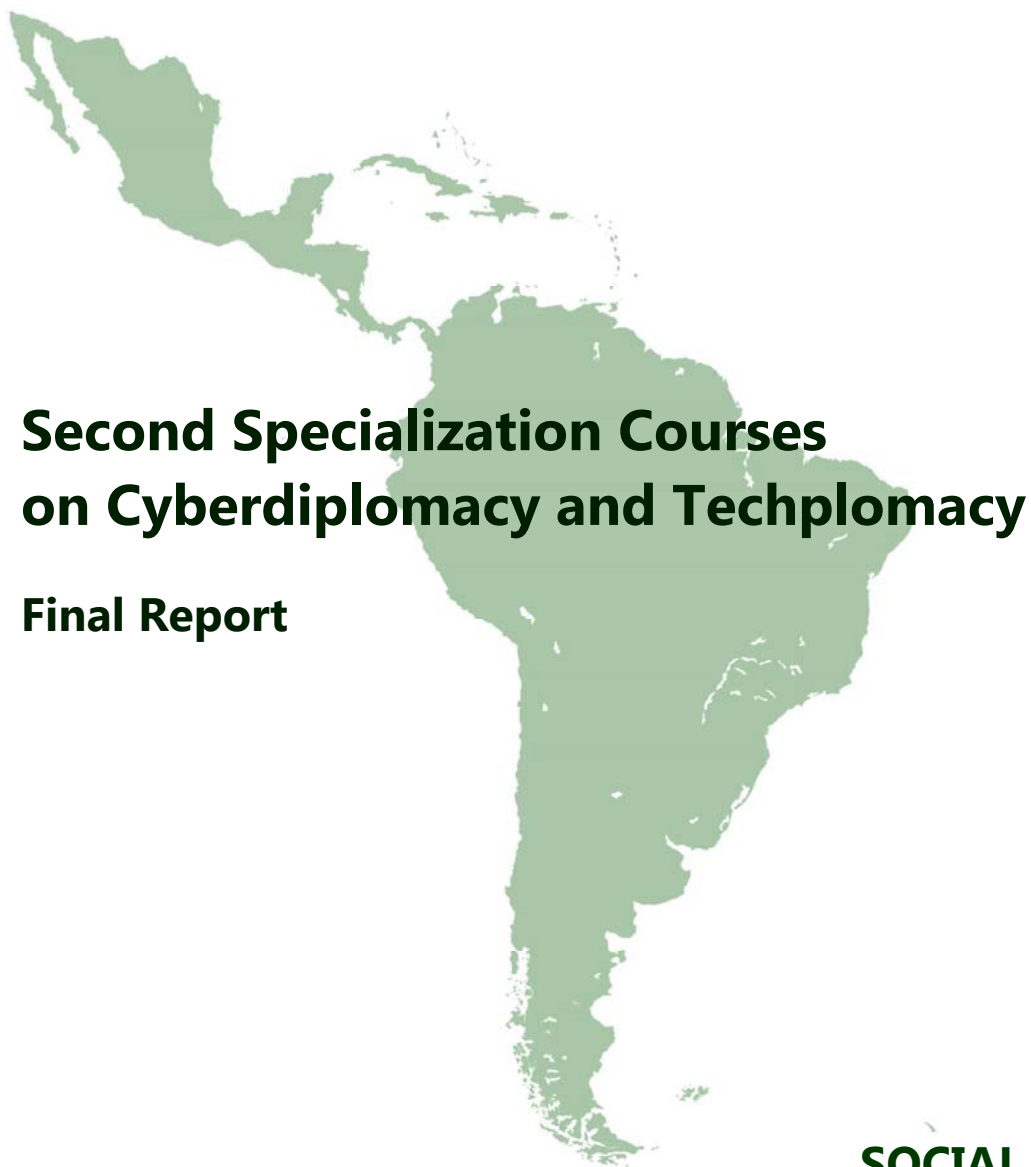 Second Specialization Courses
on Cyberdiplomacy and Techplomacy
Final Report
SOCIAL